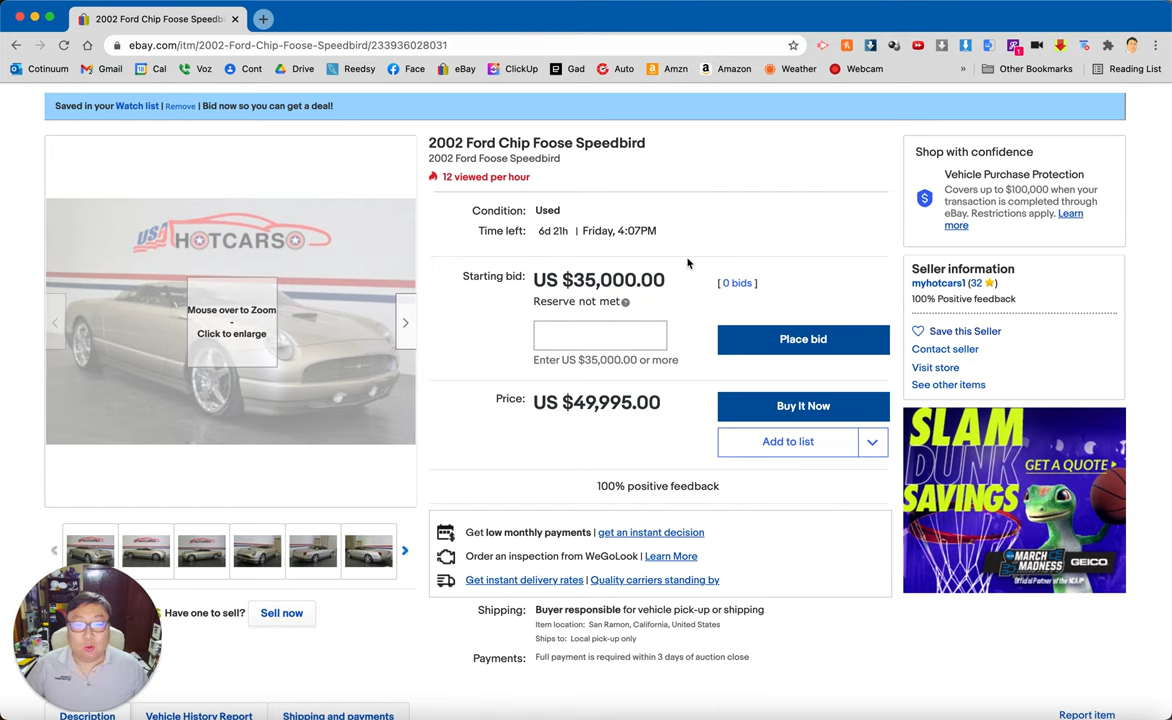 2002 Ford Chip Foose Speedbi
ebay.com/itm/2002-Ford-Chip-Foose-Speedbird/233936028031
Continuum
Gmail
Cal
Voz
Cont
Drive
Reedsy
Face
eBay
ClickUp
Gad
Auto
Amzn
Amazon
Weather
Webcam
»
Other Bookmarks
Reading List
Saved in your Watch list | Remove | Bid now so you can get a deal!
USA HOTCARS
Mouse over to Zoom
-
Click to enlarge
Have one to sell? Sell now
2002 Ford Chip Foose Speedbird
2002 Ford Foose Speedbird
12 viewed per hour
Condition: Used
Time left: 6d 21h | Friday, 4:07PM
Starting bid: US $35,000.00 [ 0 bids ]
Reserve not met
Place bid
Enter US $35,000.00 or more
Price: US $49,995.00 Buy It Now
Add to list
100% positive feedback
Get low monthly payments | get an instant decision
Order an inspection from WeGoLook | Learn More
Get instant delivery rates | Quality carriers standing by
Shipping: Buyer responsible for vehicle pick-up or shipping
Item location: San Ramon, California, United States
Ships to: Local pick-up only
Payments: Full payment is required within 3 days of auction close
Shop with confidence
Vehicle Purchase Protection
Covers up to $100,000 when your
transaction is completed through
eBay. Restrictions apply. Learn
more
Seller information
myhotcars1 (32)
100% Positive feedback
Save this Seller
Contact seller
Visit store
See other items
SLAM
DUNK
SAVINGS
GET A QUOTE
MARCH
MADNESS
GEICO
Official Partner of the NCAA
Description
Vehicle History Report
Shipping and payments
Report item